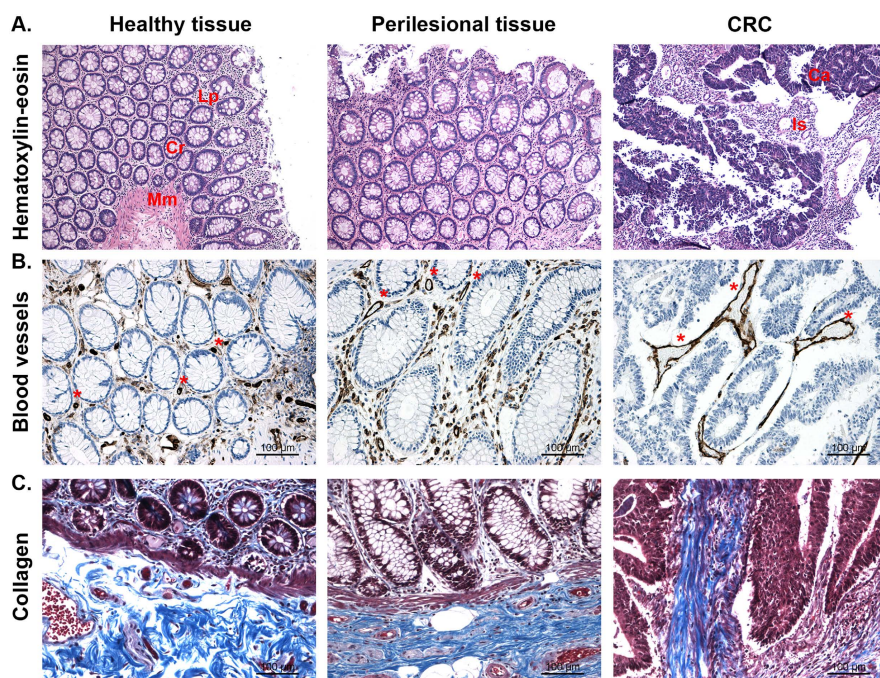 Healthy tissue
Perilesional tissue
CRC
A.
Hematoxylin-eosin
Lp
Cr
Mm
Ca
Is
B.
Blood vessels
*
*
*
*
*
*
*
*
*
100 µm
100 µm
100 µm
C.
Collagen
100 µm
100 µm
100 µm